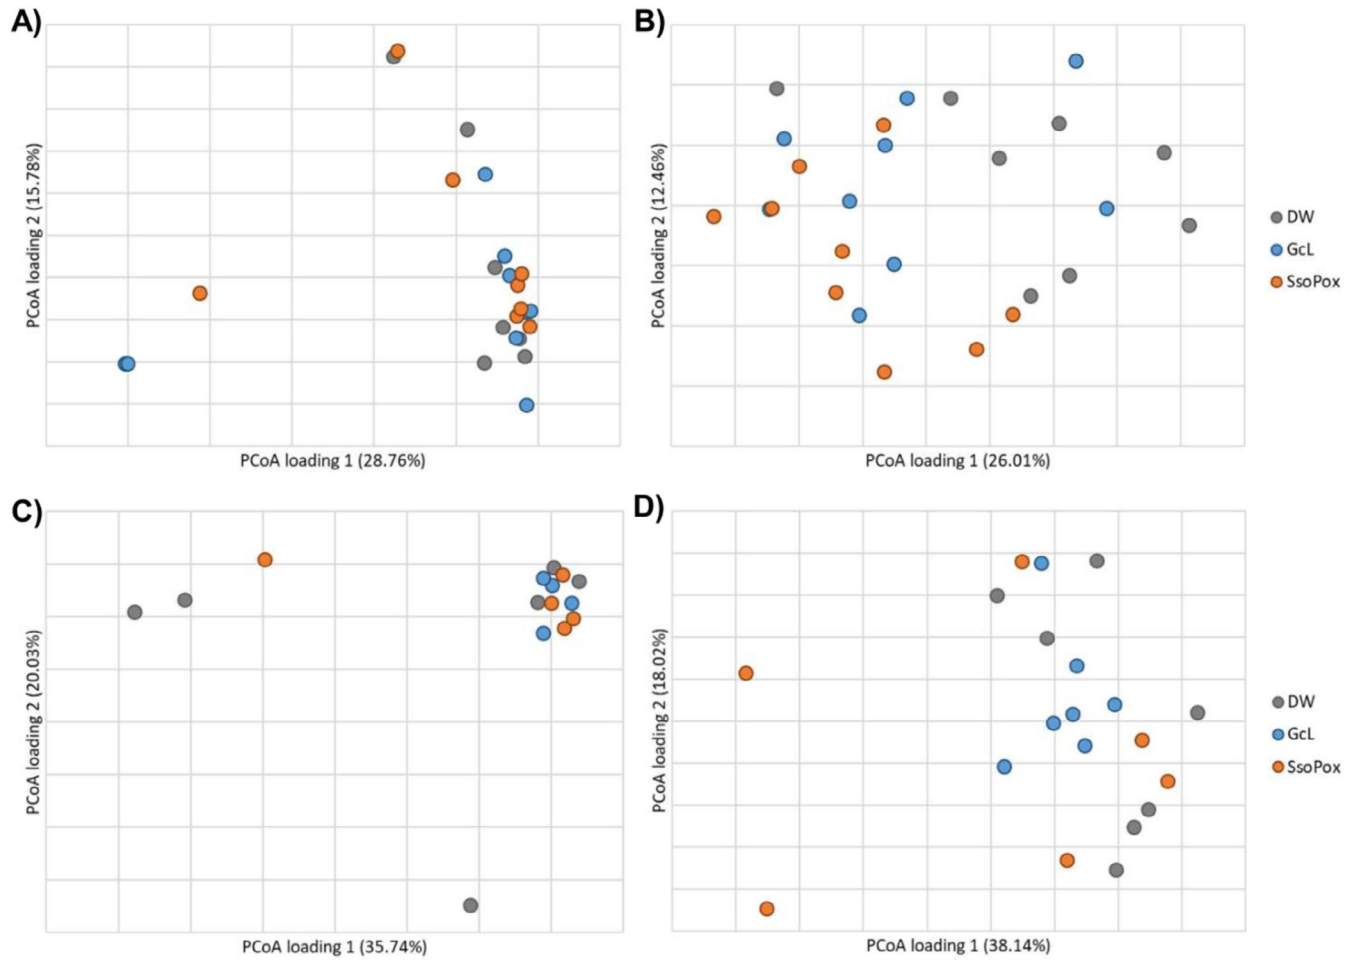 A)
PCoA loading 2 (15.78%)
PCoA loading 1 (28.76%)
B)
PCoA loading 2 (12.46%)
PCoA loading 1 (26.01%)
DW
GcL
SsoPox
C)
PCoA loading 2 (20.03%)
PCoA loading 1 (35.74%)
D)
PCoA loading 2 (18.02%)
PCoA loading 1 (38.14%)
DW
GcL
SsoPox